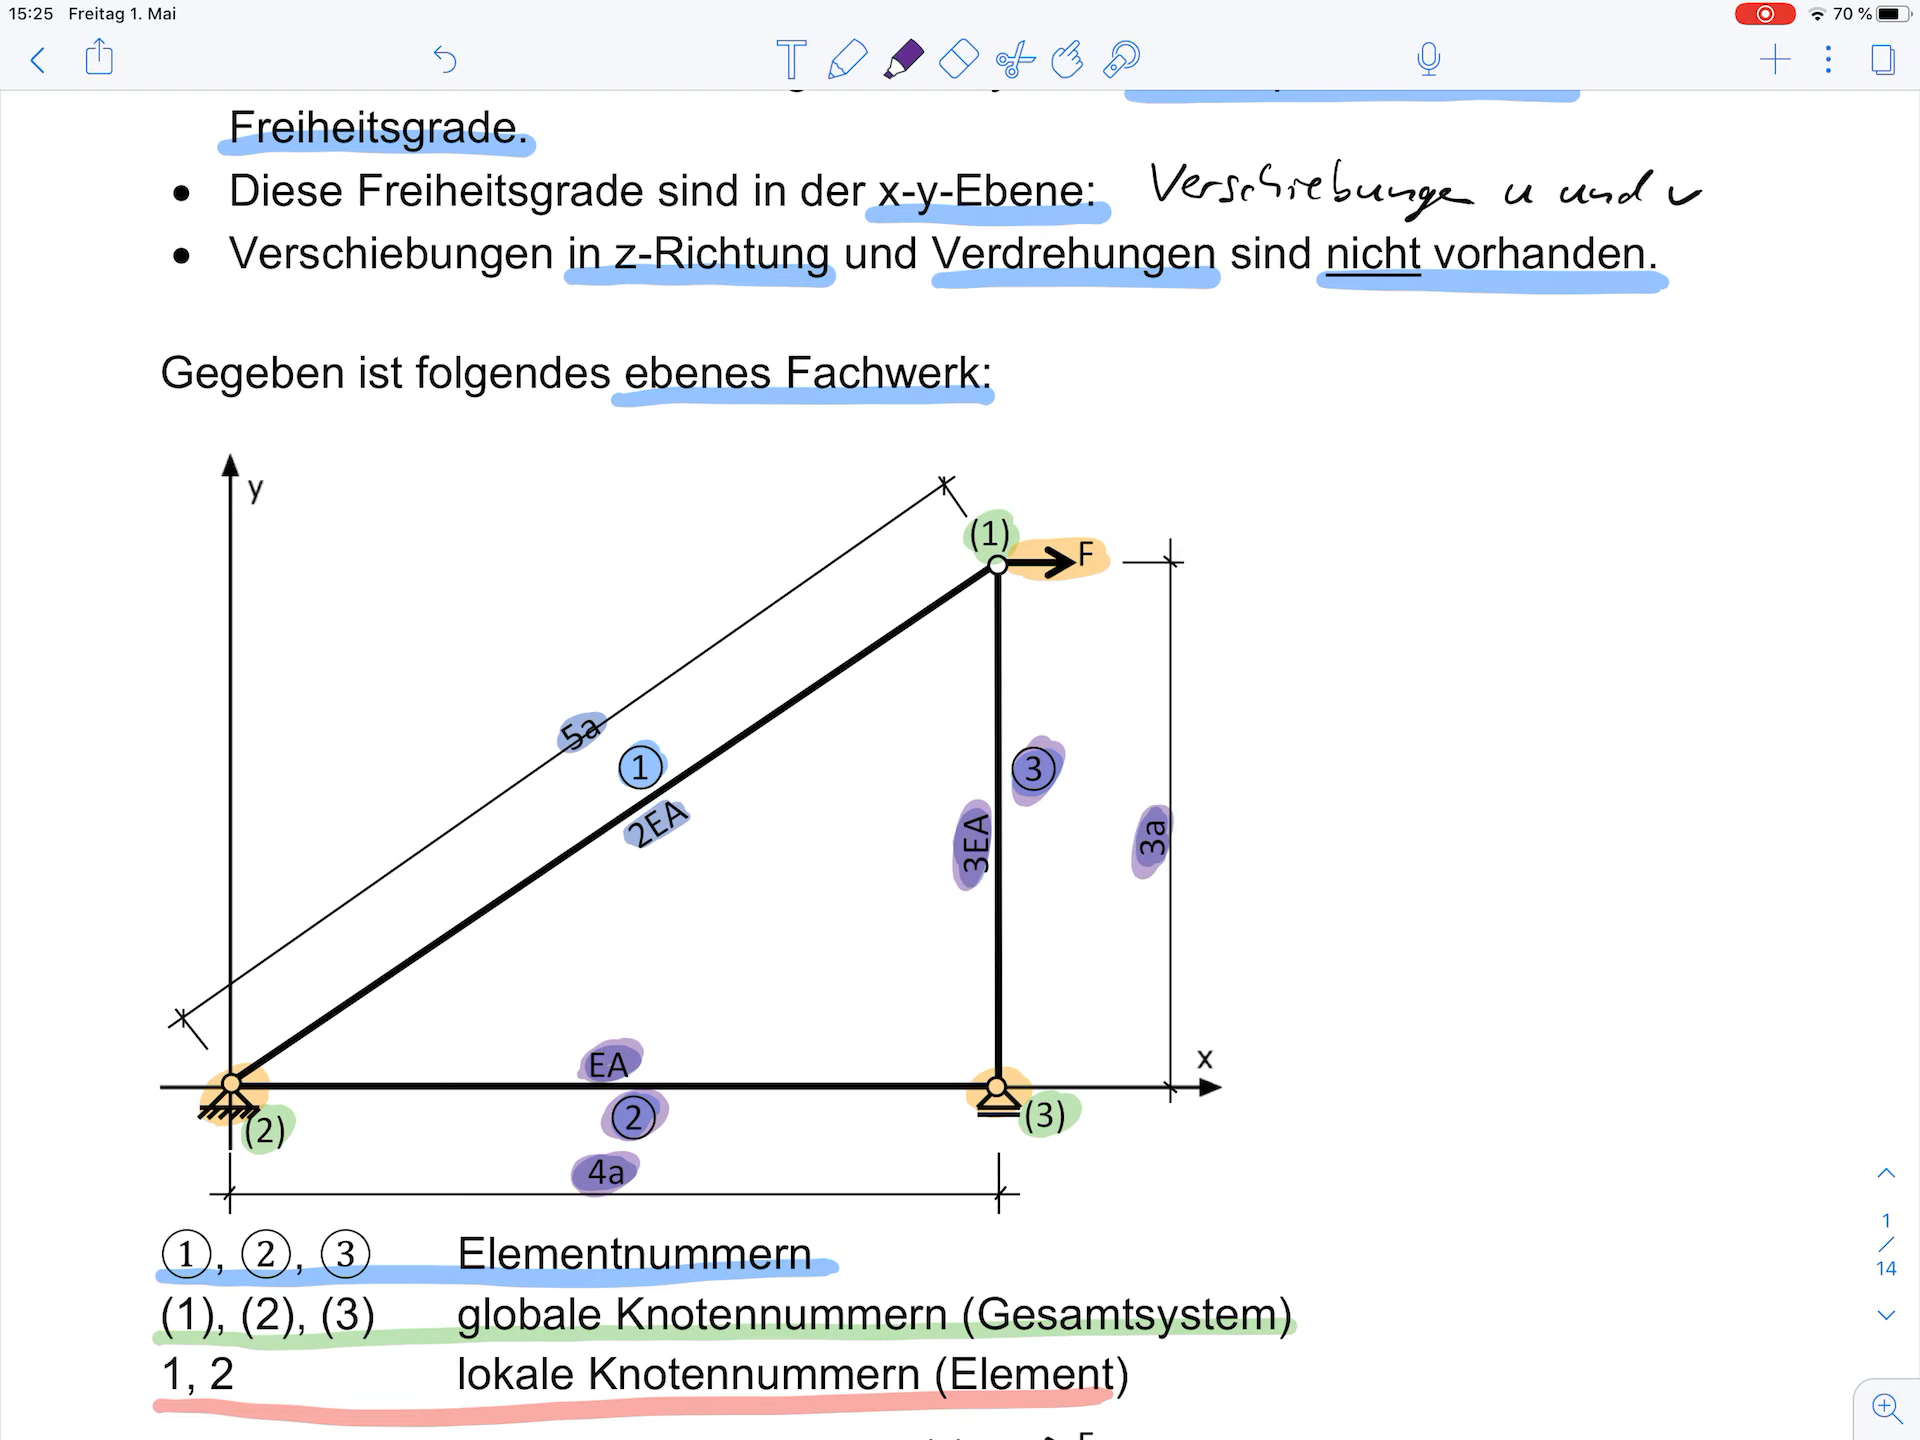 15:25 Freitag 1. Mai
70 %
Freiheitsgrade.
• Diese Freiheitsgrade sind in der x-y-Ebene: Verschiebungen u und v
• Verschiebungen in z-Richtung und Verdrehungen sind nicht vorhanden.
Gegeben ist folgendes ebenes Fachwerk:
y
(1)
F
5a
1
2EA
3
3EA
3a
EA
x
(2)
2
(3)
4a
1, 2, 3 Elementnummern
(1), (2), (3) globale Knotennummern (Gesamtsystem)
1, 2 lokale Knotennummern (Element)
1
/
14